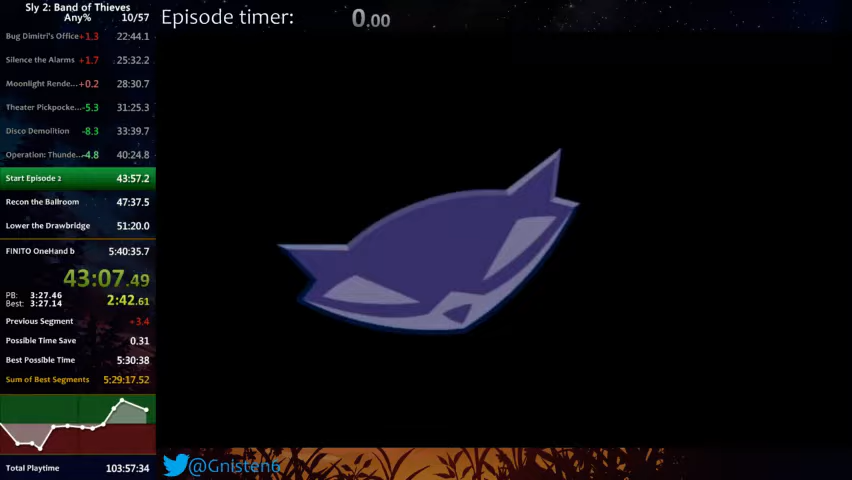 Sly 2: Band of Thieves
Any% 10/57
Bug Dimitri's Office +1.3 22:44.1
Silence the Alarms +1.7 25:32.2
Moonlight Rende... +0.2 28:30.7
Theater Pickpocke... -5.3 31:25.3
Disco Demolition -8.3 33:39.7
Operation: Thunde... -4.8 40:24.8
Start Episode 2 43:57.2
Recon the Ballroom 47:37.5
Lower the Drawbridge 51:20.0
FINITO OneHand b 5:40:35.7
43:07.49
PB: 3:27.46
Best: 3:27.14
2:42.61
Previous Segment +3.4
Possible Time Save 0.31
Best Possible Time 5:30:38
Sum of Best Segments 5:29:17.52
Total Playtime 103:57:34
Episode timer: 0.00
@Gnisten6